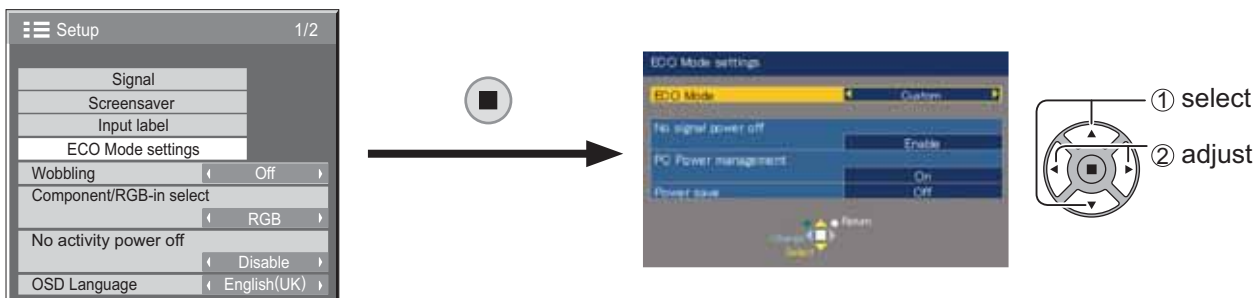 Setup 1/2
Signal
Screensaver
Input label
ECO Mode settings
Wobbling Off
Component/RGB-in select
RGB
No activity power off
Disable
OSD Language English(UK)
ECO Mode settings
ECO Mode Custom
No signal power off
Enable
PC Power management
On
Power save Off
Return
Change
Select
① select
② adjust